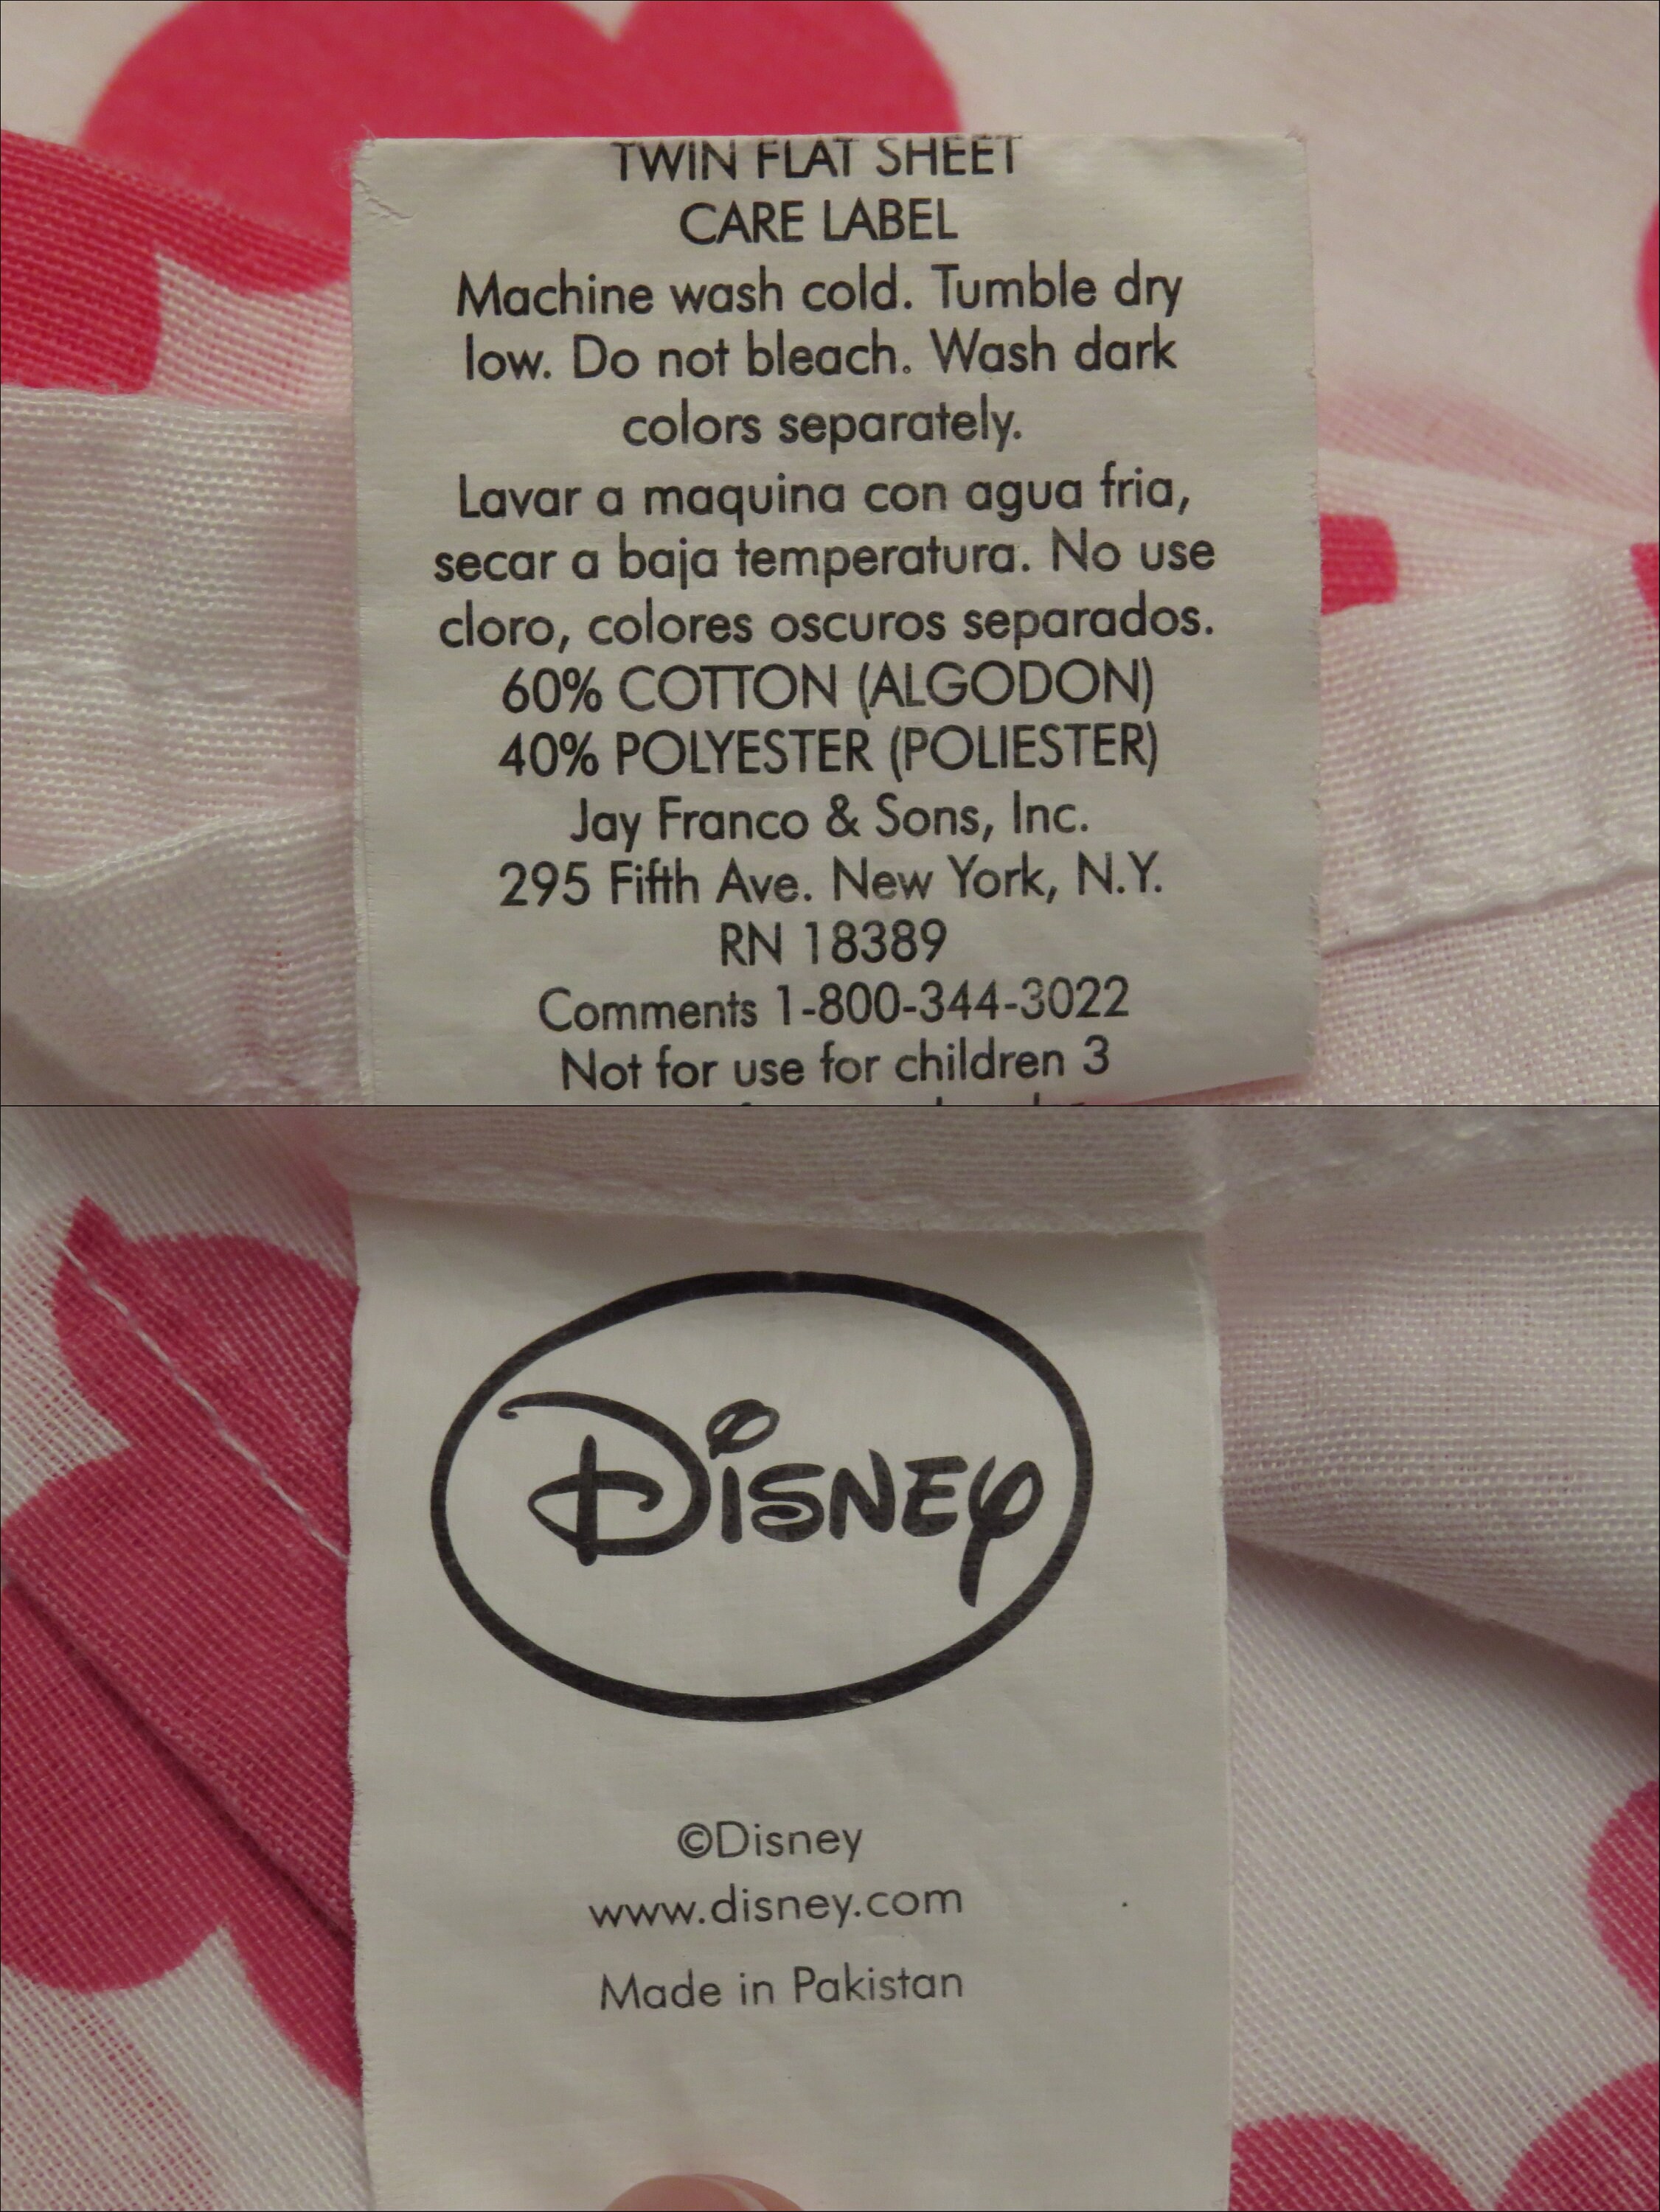 TWIN FLAT SHEET
CARE LABEL
Machine wash cold. Tumble dry
low. Do not bleach. Wash dark
colors separately.
Lavar a maquina con agua fria,
secar a baja temperatura. No use
cloro, colores oscuros separados.
60% COTTON (ALGODON)
40% POLYESTER (POLIESTER)
Jay Franco & Sons, Inc.
295 Fifth Ave. New York, N.Y.
RN 18389
Comments 1-800-344-3022
Not for use for children 3
Disney
©Disney
www.disney.com
Made in Pakistan